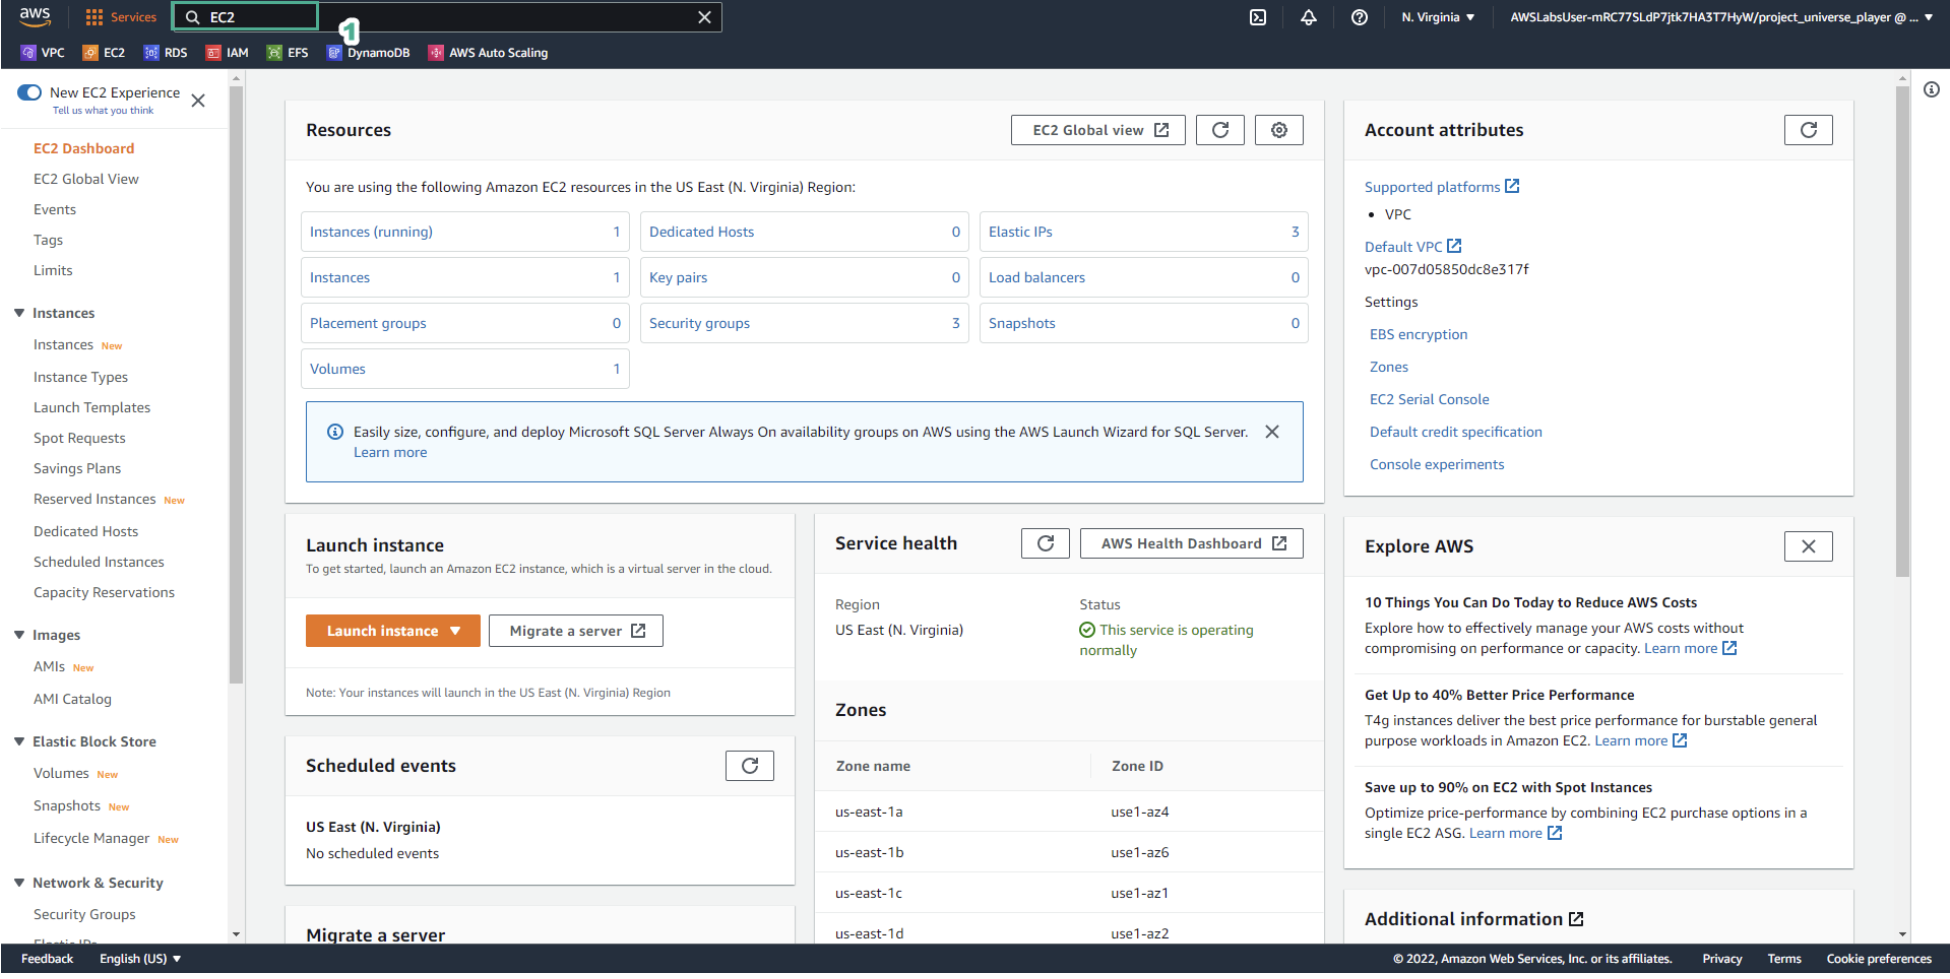 aws
Services
EC2
1
N. Virginia
AWSLabsUser-mRC77SLdP7jtk7HA3T7HyW/project_universe_player @ ...
VPC
EC2
RDS
IAM
EFS
DynamoDB
AWS Auto Scaling
New EC2 Experience
Tell us what you think
EC2 Dashboard
EC2 Global View
Events
Tags
Limits
Instances
Instances New
Instance Types
Launch Templates
Spot Requests
Savings Plans
Reserved Instances New
Dedicated Hosts
Scheduled Instances
Capacity Reservations
Images
AMIs New
AMI Catalog
Elastic Block Store
Volumes New
Snapshots New
Lifecycle Manager New
Network & Security
Security Groups
Elastic IPs
Resources
EC2 Global view
You are using the following Amazon EC2 resources in the US East (N. Virginia) Region:
Instances (running) 1
Dedicated Hosts 0
Elastic IPs 3
Instances 1
Key pairs 0
Load balancers 0
Placement groups 0
Security groups 3
Snapshots 0
Volumes 1
Easily size, configure, and deploy Microsoft SQL Server Always On availability groups on AWS using the AWS Launch Wizard for SQL Server.
Learn more
Launch instance
To get started, launch an Amazon EC2 instance, which is a virtual server in the cloud.
Launch instance
Migrate a server
Note: Your instances will launch in the US East (N. Virginia) Region
Scheduled events
US East (N. Virginia)
No scheduled events
Migrate a server
Service health
AWS Health Dashboard
Region
US East (N. Virginia)
Status
This service is operating
normally
Zones
Zone name Zone ID
us-east-1a use1-az4
us-east-1b use1-az6
us-east-1c use1-az1
us-east-1d use1-az2
Account attributes
Supported platforms
• VPC
Default VPC
vpc-007d05850dc8e317f
Settings
EBS encryption
Zones
EC2 Serial Console
Default credit specification
Console experiments
Explore AWS
10 Things You Can Do Today to Reduce AWS Costs
Explore how to effectively manage your AWS costs without
compromising on performance or capacity. Learn more
Get Up to 40% Better Price Performance
T4g instances deliver the best price performance for burstable general
purpose workloads in Amazon EC2. Learn more
Save up to 90% on EC2 with Spot Instances
Optimize price-performance by combining EC2 purchase options in a
single EC2 ASG. Learn more
Additional information
Feedback
English (US)
© 2022, Amazon Web Services, Inc. or its affiliates.
Privacy
Terms
Cookie preferences